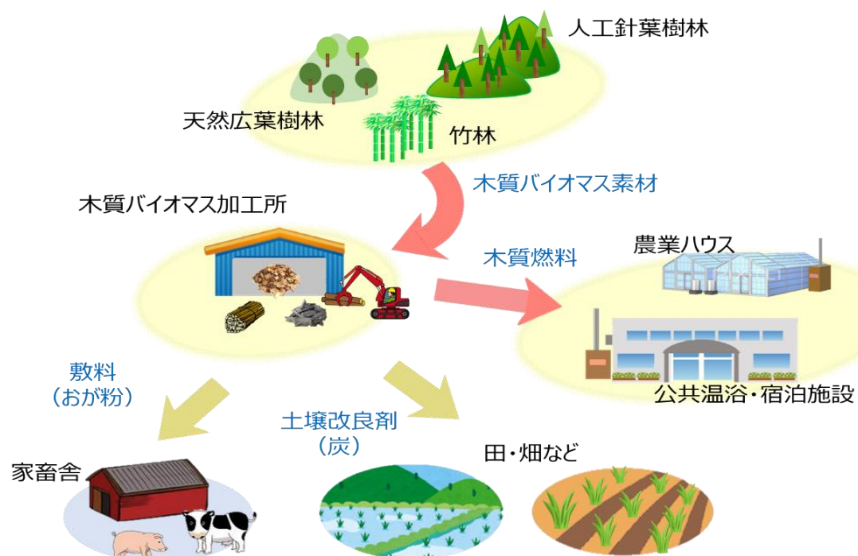 人工針葉樹林
天然広葉樹林
竹林
木質バイオマス素材
木質バイオマス加工所
農業ハウス
木質燃料
敷料
（おが粉）
公共温浴・宿泊施設
土壌改良剤
（炭）
田・畑など
家畜舎